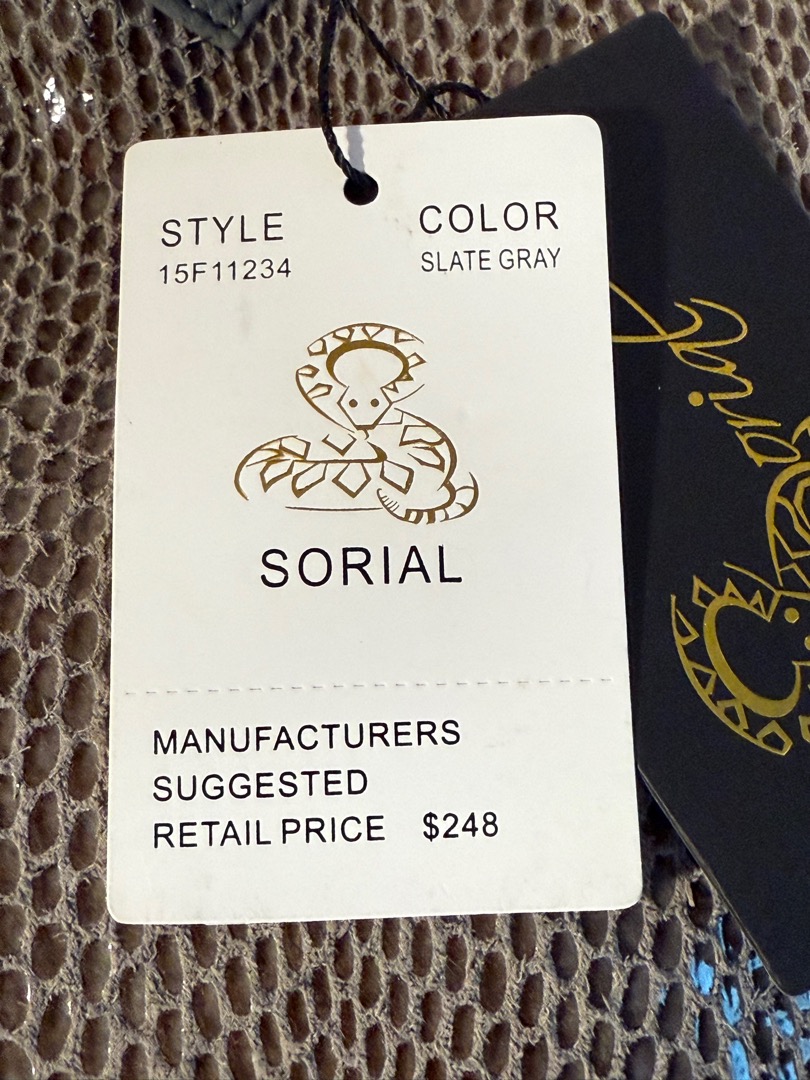 STYLE
15F11234
COLOR
SLATE GRAY
SORIAL
MANUFACTURERS
SUGGESTED
RETAIL PRICE $248